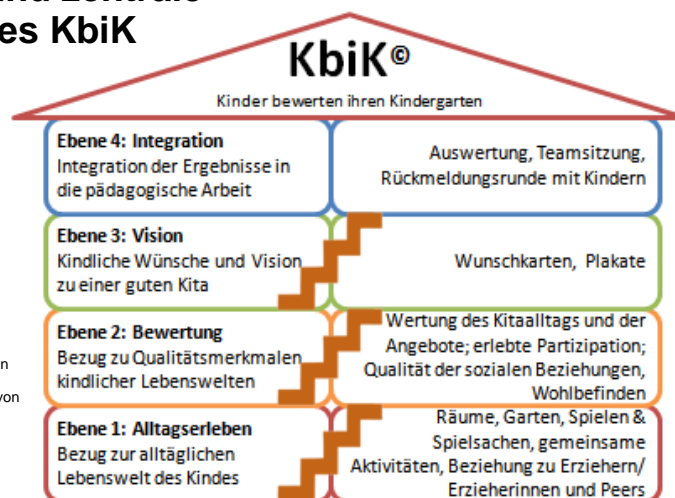 es KbiK
KbiK©
Kinder bewerten ihren Kindergarten
Ebene 4: Integration
Integration der Ergebnisse in
die pädagogische Arbeit
Auswertung, Teamsitzung,
Rückmeldungsrunde mit Kindern
Ebene 3: Vision
Kindliche Wünsche und Vision
zu einer guten Kita
Wunschkarten, Plakate
Ebene 2: Bewertung
Bezug zu Qualitätsmerkmalen
kindlicher Lebenswelten
Wertung des Kitaalltags und der
Angebote; erlebte Partizipation;
Qualität der sozialen Beziehungen,
Wohlbefinden
n
von
Ebene 1: Alltagserleben
Bezug zur alltäglichen
Lebenswelt des Kindes
Räume, Garten, Spielen &
Spielsachen, gemeinsame
Aktivitäten, Beziehung zu Erziehern/
Erzieherinnen und Peers